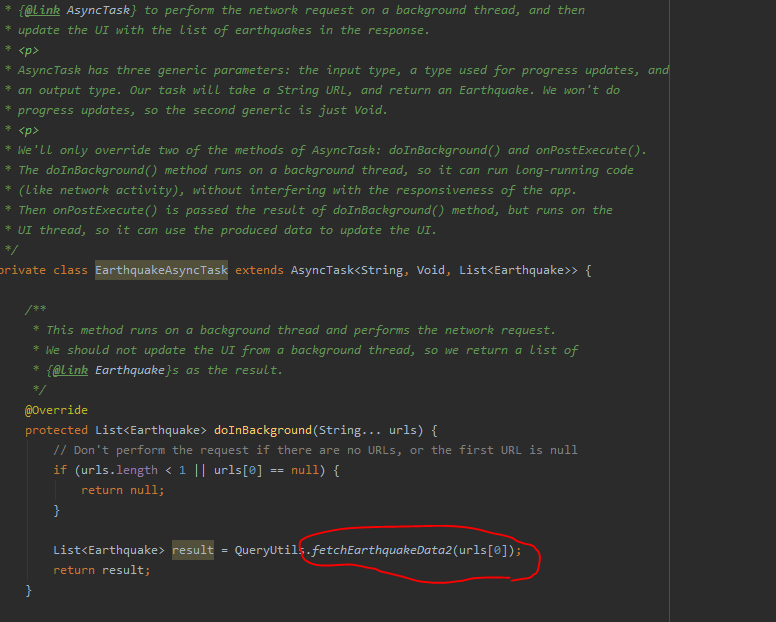 * {@link AsyncTask} to perform the network request on a background thread, and then
* update the UI with the list of earthquakes in the response.
* <p>
* AsyncTask has three generic parameters: the input type, a type used for progress updates, and
* an output type. Our task will take a String URL, and return an Earthquake. We won't do
* progress updates, so the second generic is just Void.
* <p>
* We'll only override two of the methods of AsyncTask: doInBackground() and onPostExecute().
* The doInBackground() method runs on a background thread, so it can run long-running code
* (like network activity), without interfering with the responsiveness of the app.
* Then onPostExecute() is passed the result of doInBackground() method, but runs on the
* UI thread, so it can use the produced data to update the UI.
*/
private class EarthquakeAsyncTask extends AsyncTask<String, Void, List<Earthquake>> {
/**
* This method runs on a background thread and performs the network request.
* We should not update the UI from a background thread, so we return a list of
* {@link Earthquake}s as the result.
*/
@Override
protected List<Earthquake> doInBackground(String... urls) {
// Don't perform the request if there are no URLs, or the first URL is null
if (urls.length < 1 || urls[0] == null) {
return null;
}
List<Earthquake> result = QueryUtils.fetchEarthquakeData2(urls[0]);
return result;
}